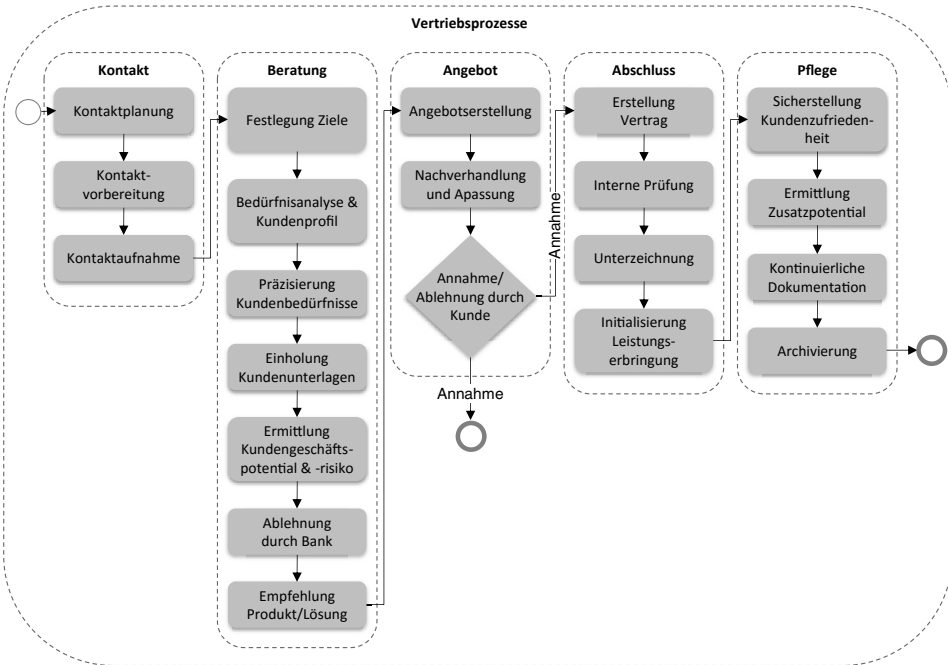 Vertriebsprozesse
Kontakt
Kontaktplanung
Kontakt-
vorbereitung
Kontaktaufnahme
Beratung
Festlegung Ziele
Bedürfnisanalyse &
Kundenprofil
Präzisierung
Kundenbedürfnisse
Einholung
Kundenunterlagen
Ermittlung
Kundengeschäfts-
potential & -risiko
Ablehnung
durch Bank
Empfehlung
Produkt/Lösung
Angebot
Angebotserstellung
Nachverhandlung
und Apassung
Annahme/
Ablehnung durch
Kunde
Annahme
Annahme
Abschluss
Erstellung
Vertrag
Interne Prüfung
Unterzeichnung
Initialisierung
Leistungs-
erbringung
Pflege
Sicherstellung
Kundenzufrieden-
heit
Ermittlung
Zusatzpotential
Kontinuierliche
Dokumentation
Archivierung